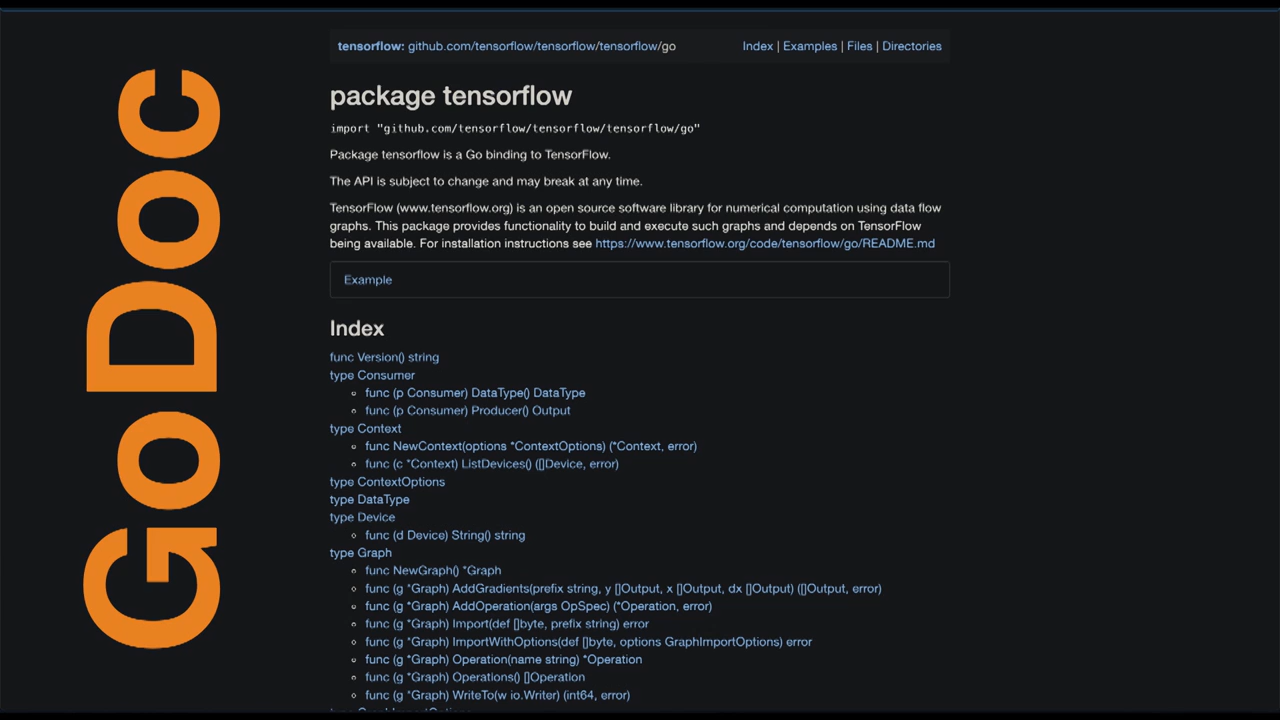 GoDoc
tensorflow: github.com/tensorflow/tensorflow/tensorflow/go
Index | Examples | Files | Directories
package tensorflow
import "github.com/tensorflow/tensorflow/tensorflow/go"
Package tensorflow is a Go binding to TensorFlow.
The API is subject to change and may break at any time.
TensorFlow (www.tensorflow.org) is an open source software library for numerical computation using data flow
graphs. This package provides functionality to build and execute such graphs and depends on TensorFlow
being available. For installation instructions see https://www.tensorflow.org/code/tensorflow/go/README.md
Example
Index
func Version() string
type Consumer
func (p Consumer) DataType() DataType
func (p Consumer) Producer() Output
type Context
func NewContext(options *ContextOptions) (*Context, error)
func (c *Context) ListDevices() ([]Device, error)
type ContextOptions
type DataType
type Device
func (d Device) String() string
type Graph
func NewGraph() *Graph
func (g *Graph) AddGradients(prefix string, y []Output, x []Output, dx []Output) ([]Output, error)
func (g *Graph) AddOperation(args OpSpec) (*Operation, error)
func (g *Graph) Import(def []byte, prefix string) error
func (g *Graph) ImportWithOptions(def []byte, options GraphImportOptions) error
func (g *Graph) Operation(name string) *Operation
func (g *Graph) Operations() []Operation
func (g *Graph) WriteTo(w io.Writer) (int64, error)